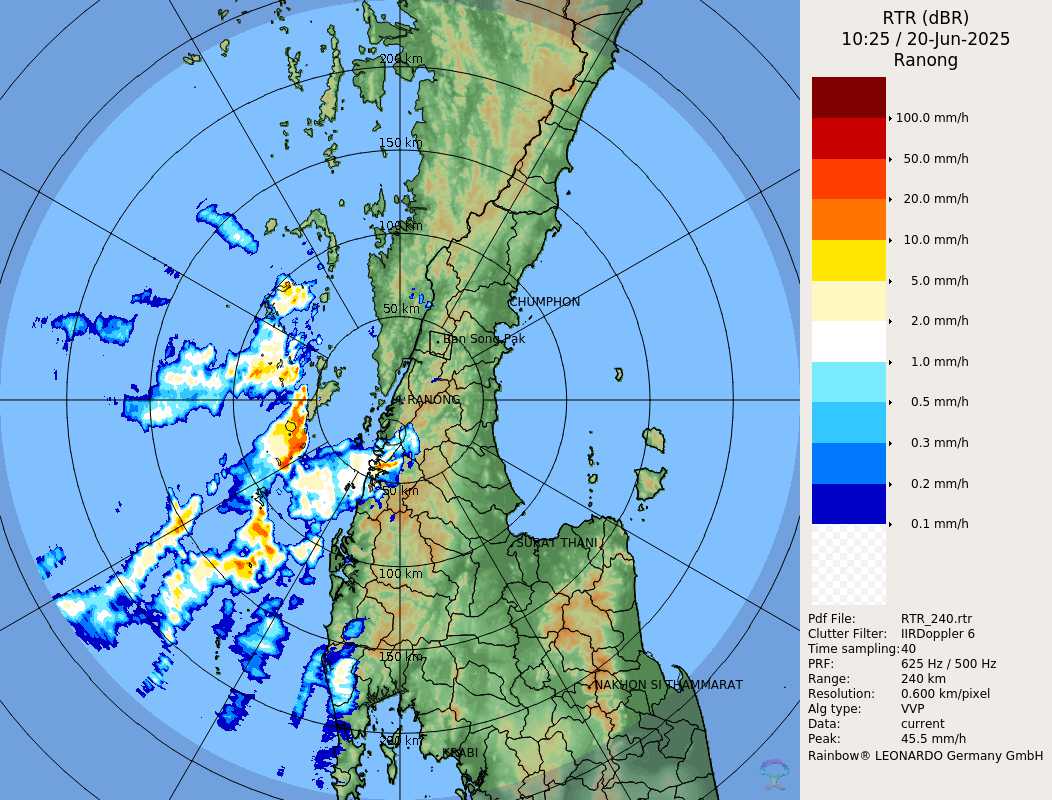 200 km
150 km
100 km
50 km
CHUMPHON
Ban Song Pak
RANONG
50 km
SURAT THANI
100 km
150 km
NAKHON SI THAMMARAT
200 km
KRABI
RTR (dBR)
10:25 / 20-Jun-2025
Ranong
100.0 mm/h
50.0 mm/h
20.0 mm/h
10.0 mm/h
5.0 mm/h
2.0 mm/h
1.0 mm/h
0.5 mm/h
0.3 mm/h
0.2 mm/h
0.1 mm/h
Pdf File: RTR_240.rtr
Clutter Filter: IIRDoppler 6
Time sampling:40
PRF: 625 Hz / 500 Hz
Range: 240 km
Resolution: 0.600 km/pixel
Alg type: VVP
Data: current
Peak: 45.5 mm/h
Rainbow® LEONARDO Germany GmbH